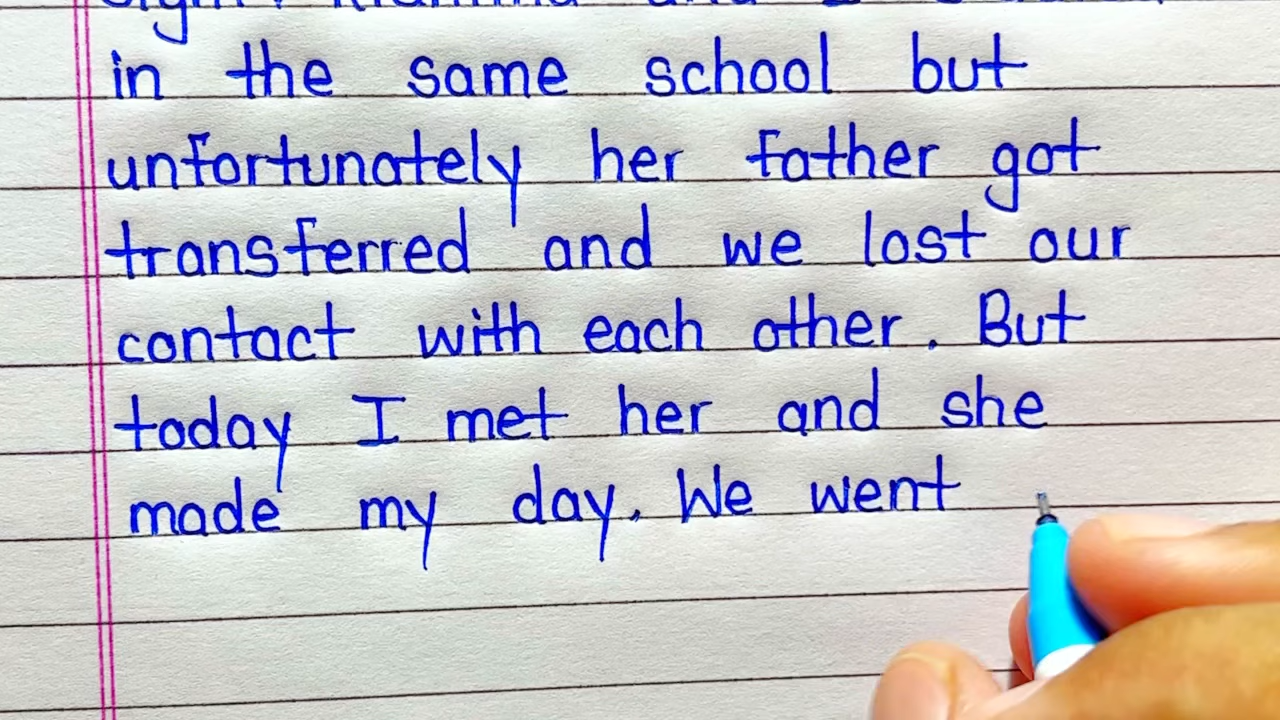 in the same school but
unfortunately her father got
transferred and we lost our
contact with each other. But
today I met her and she
made my day. We went